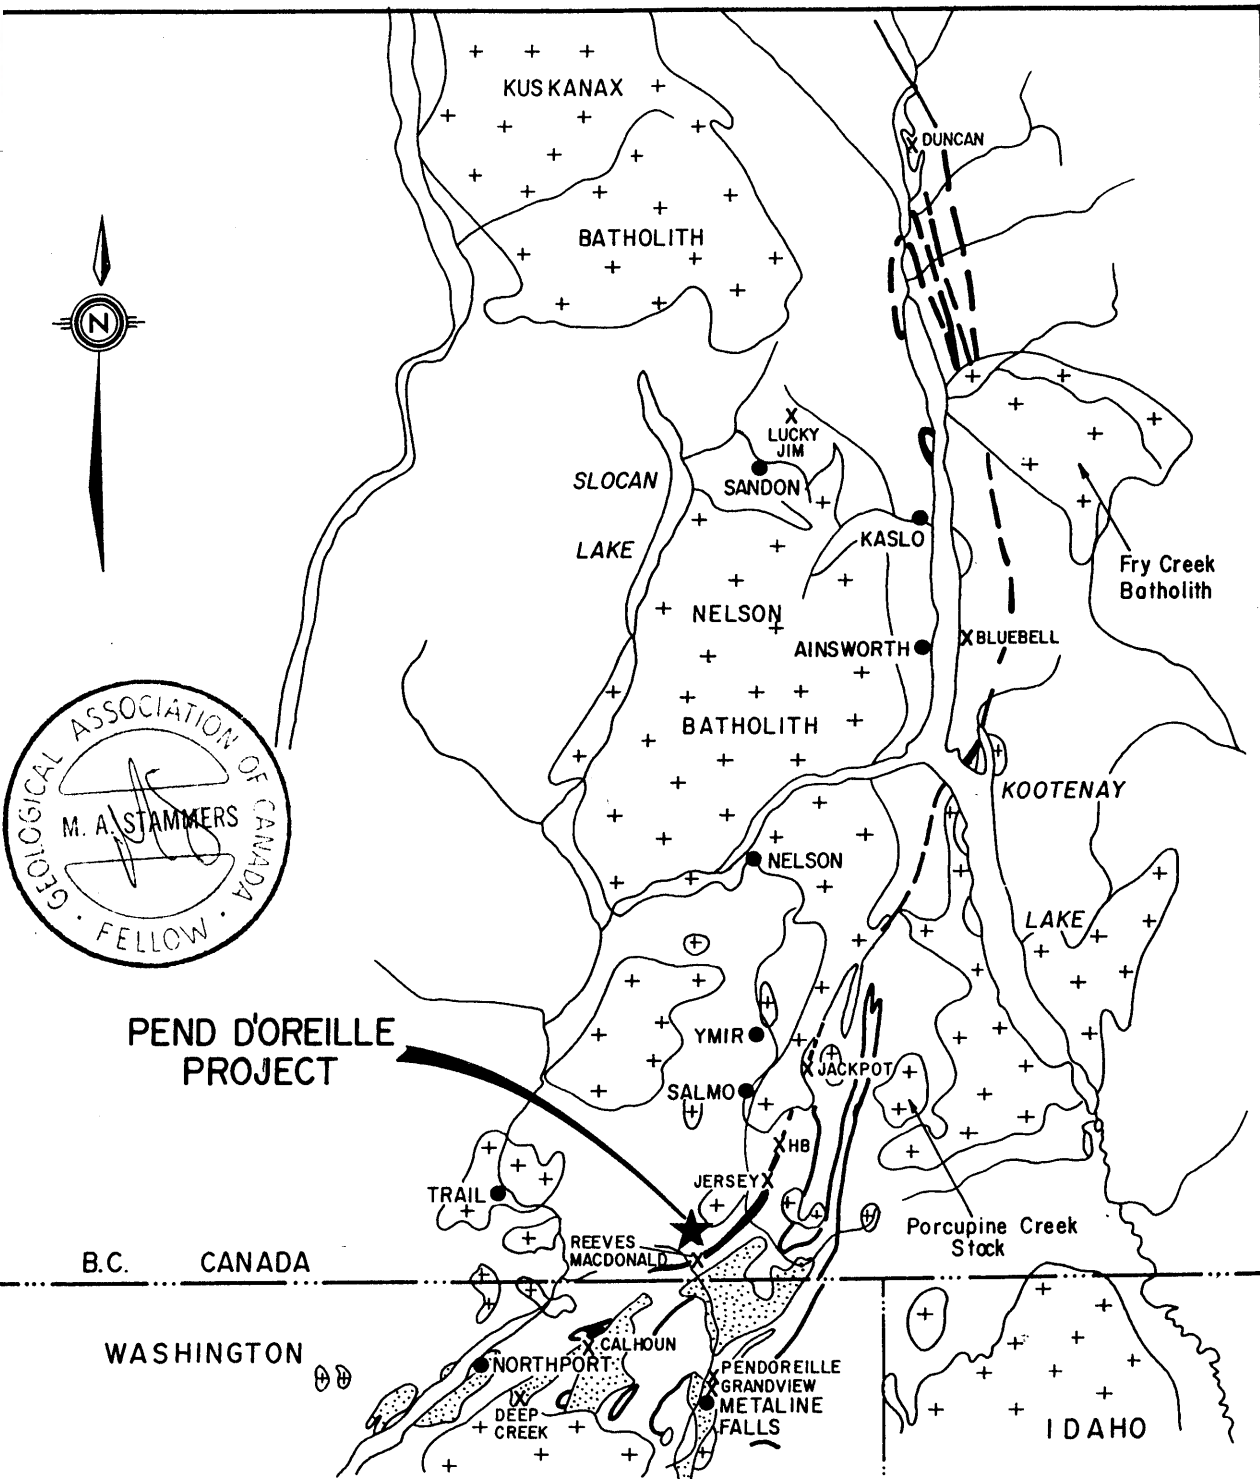 KUSKANAX
DUNCAN
BATHOLITH
N
LUCKY
JIM
SLOCAN
SANDON
LAKE
KASLO
Fry Creek
Batholith
NELSON
AINSWORTH
BLUEBELL
BATHOLITH
GEOLOGICAL ASSOCIATION OF CANADA
M. A. STAMMERS
FELLOW
KOOTENAY
NELSON
LAKE
PEND D'OREILLE
PROJECT
YMIR
JACKPOT
SALMO
HB
JERSEY
TRAIL
Porcupine Creek
Stock
REEVES
MACDONALD
B.C. CANADA
WASHINGTON
CALHOUN
NORTHPORT
PENDOREILLE
GRANDVIEW
METALINE
FALLS
DEEP
CREEK
IDAHO